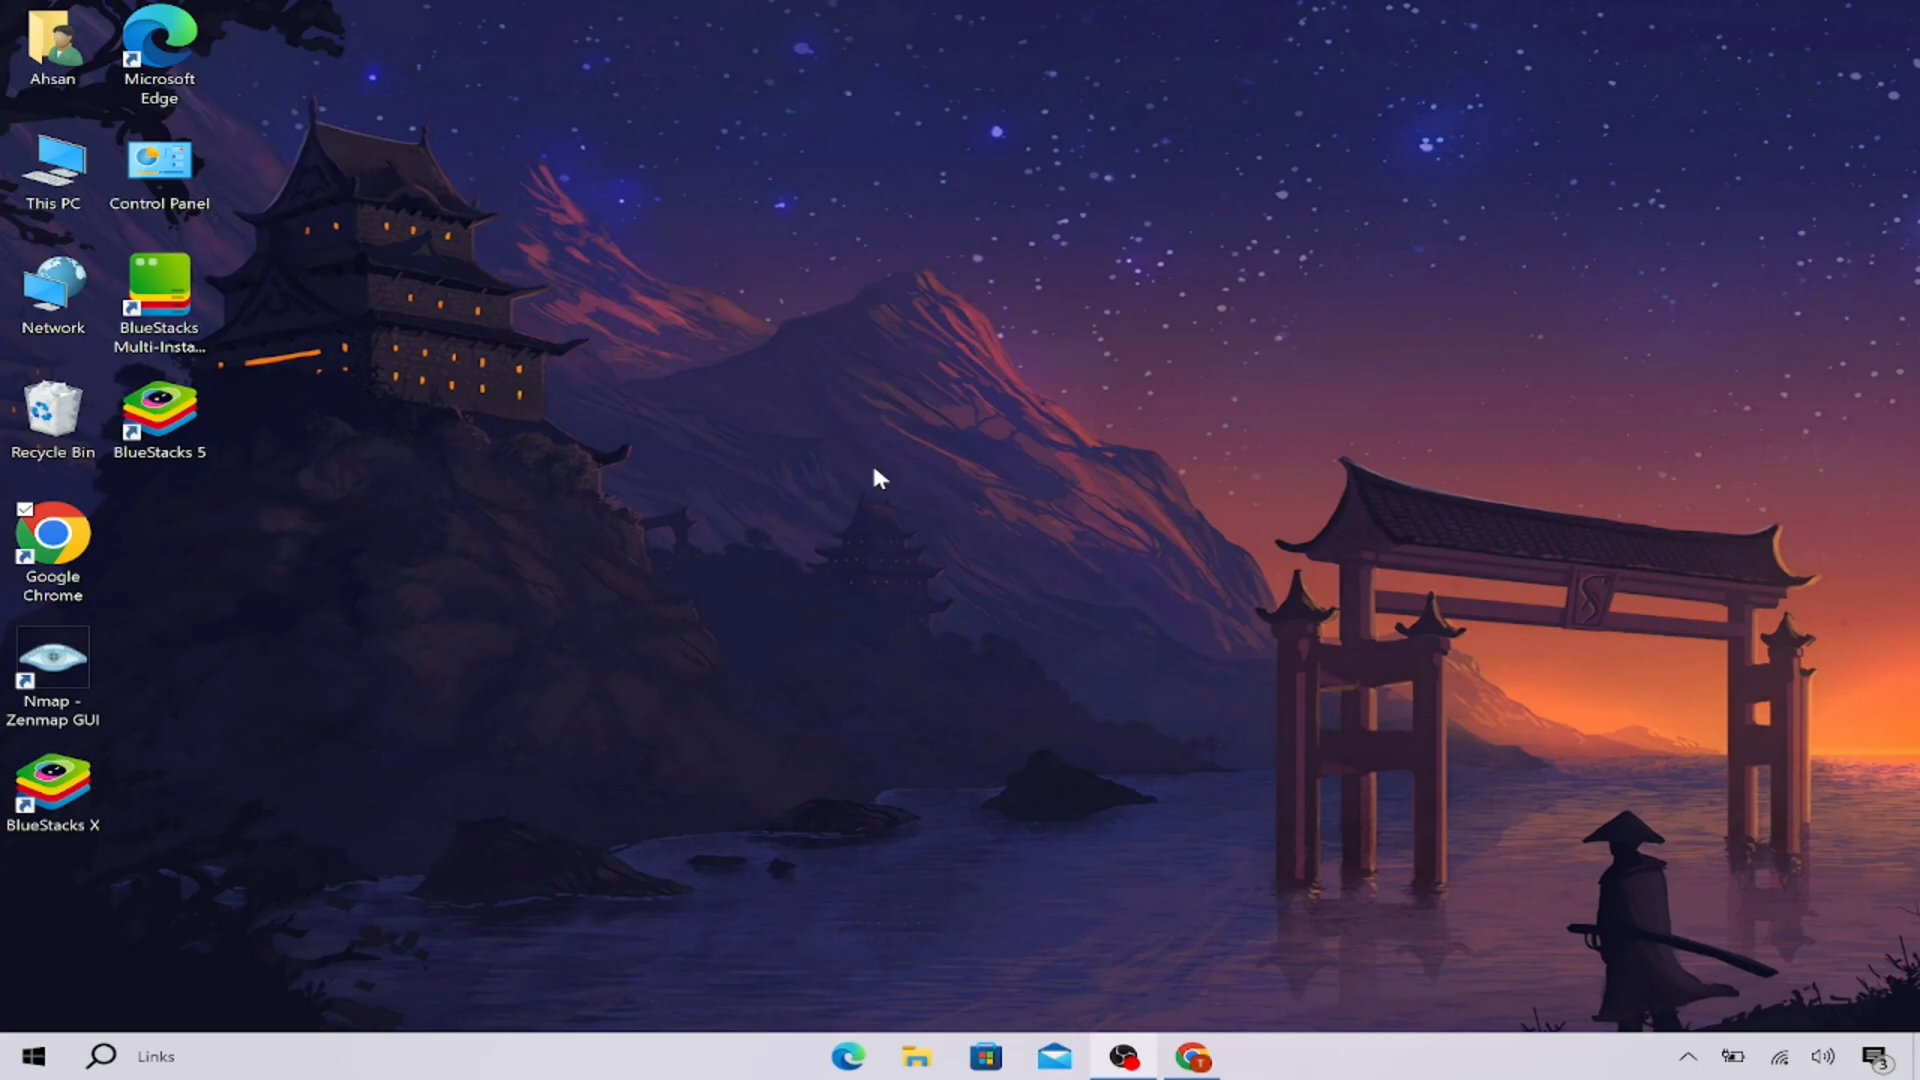 Ahsan
Microsoft
Edge
This PC
Control Panel
Network
BlueStacks
Multi-Insta...
Recycle Bin
BlueStacks 5
Google
Chrome
Nmap -
Zenmap GUI
BlueStacks X
Links
T
3